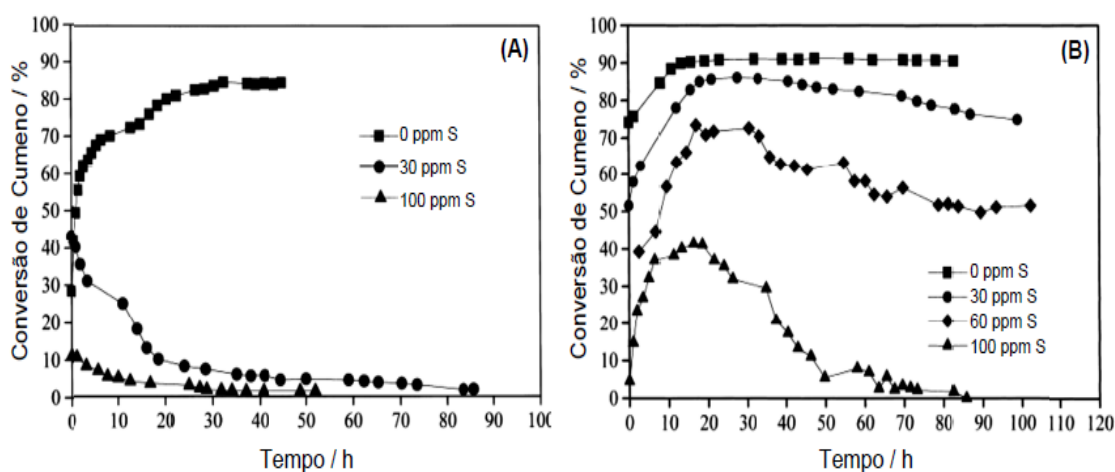 (A)
Conversão de Cumeno / %
100
90
80
70
60
50
40
30
20
10
0
0 ppm S
30 ppm S
100 ppm S
0 10 20 30 40 50 60 70 80 90 100
Tempo / h
(B)
Conversão de Cumeno / %
100
90
80
70
60
50
40
30
20
10
0
0 ppm S
30 ppm S
60 ppm S
100 ppm S
0 10 20 30 40 50 60 70 80 90 100 110 120
Tempo / h